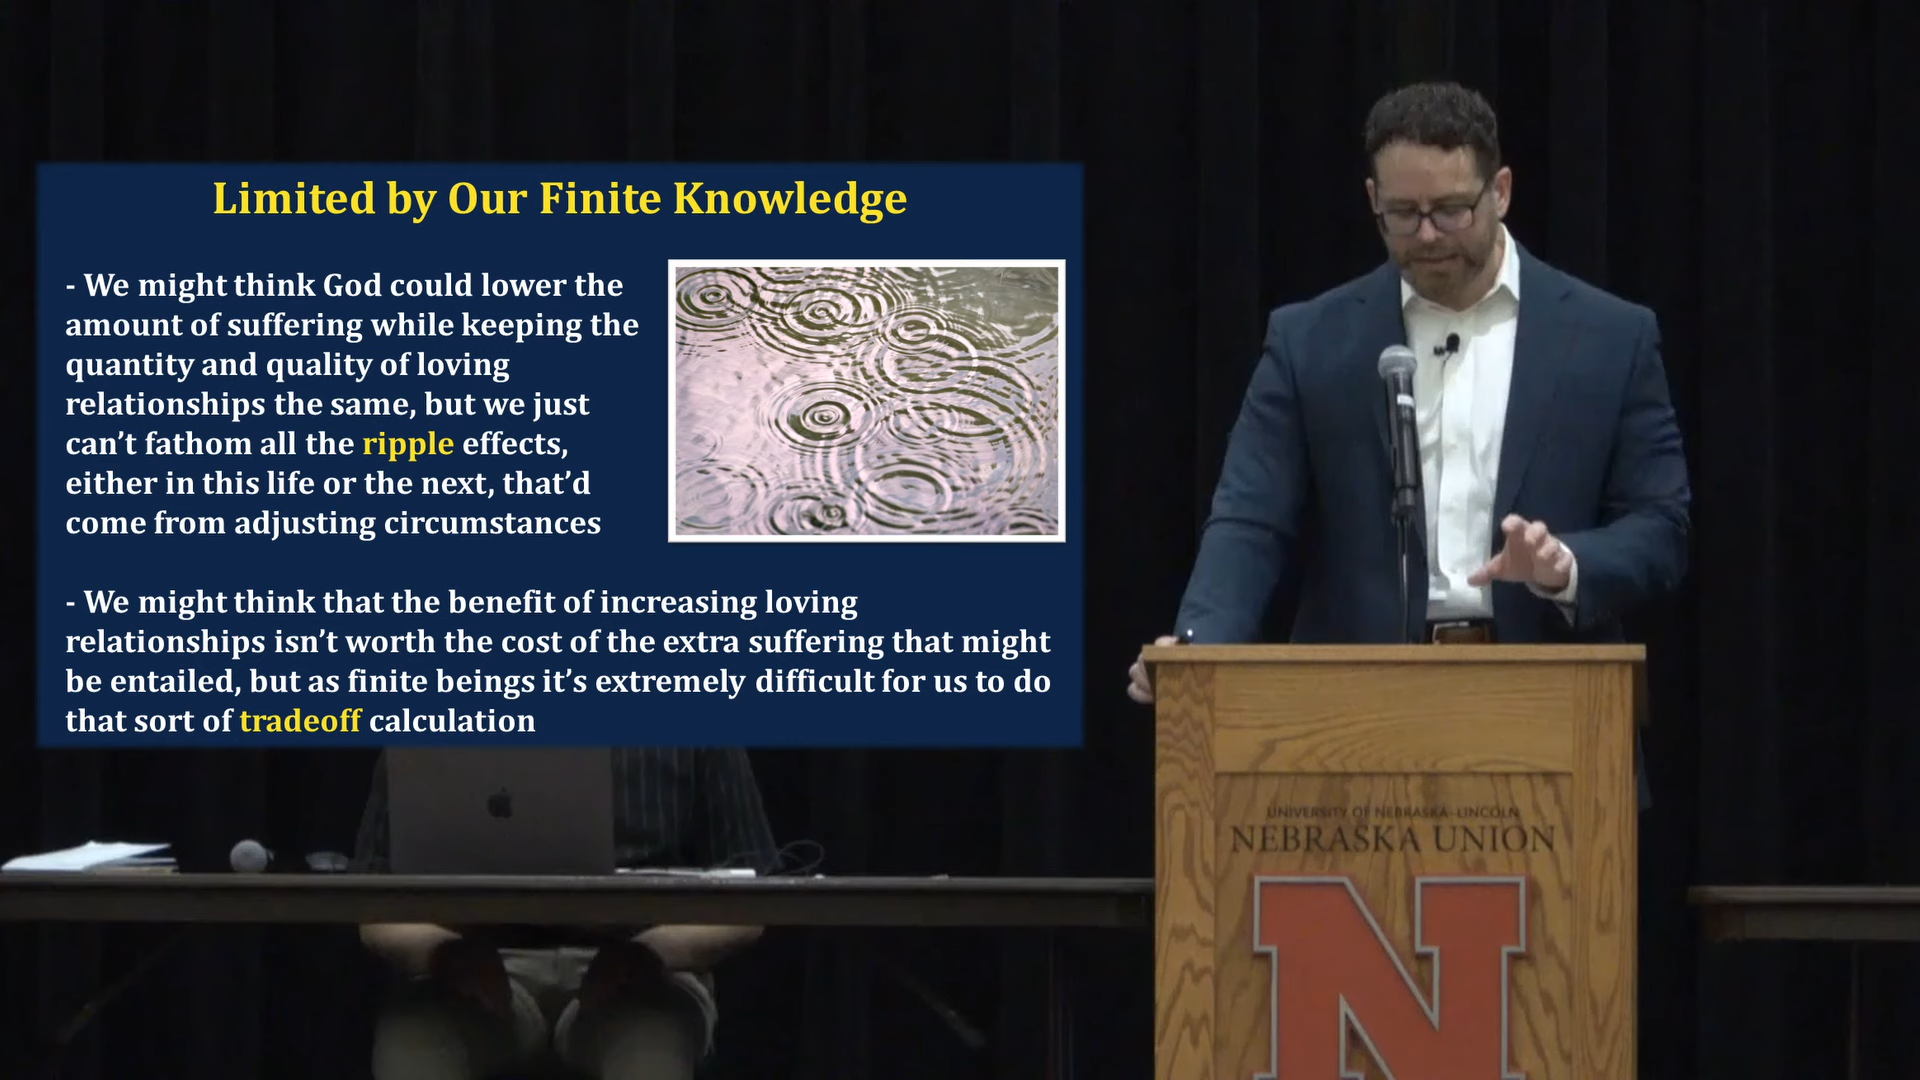 Limited by Our Finite Knowledge
- We might think God could lower the
amount of suffering while keeping the
quantity and quality of loving
relationships the same, but we just
can’t fathom all the ripple effects,
either in this life or the next, that’d
come from adjusting circumstances
- We might think that the benefit of increasing loving
relationships isn’t worth the cost of the extra suffering that might
be entailed, but as finite beings it’s extremely difficult for us to do
that sort of tradeoff calculation
UNIVERSITY OF NEBRASKA–LINCOLN
NEBRASKA UNION
N